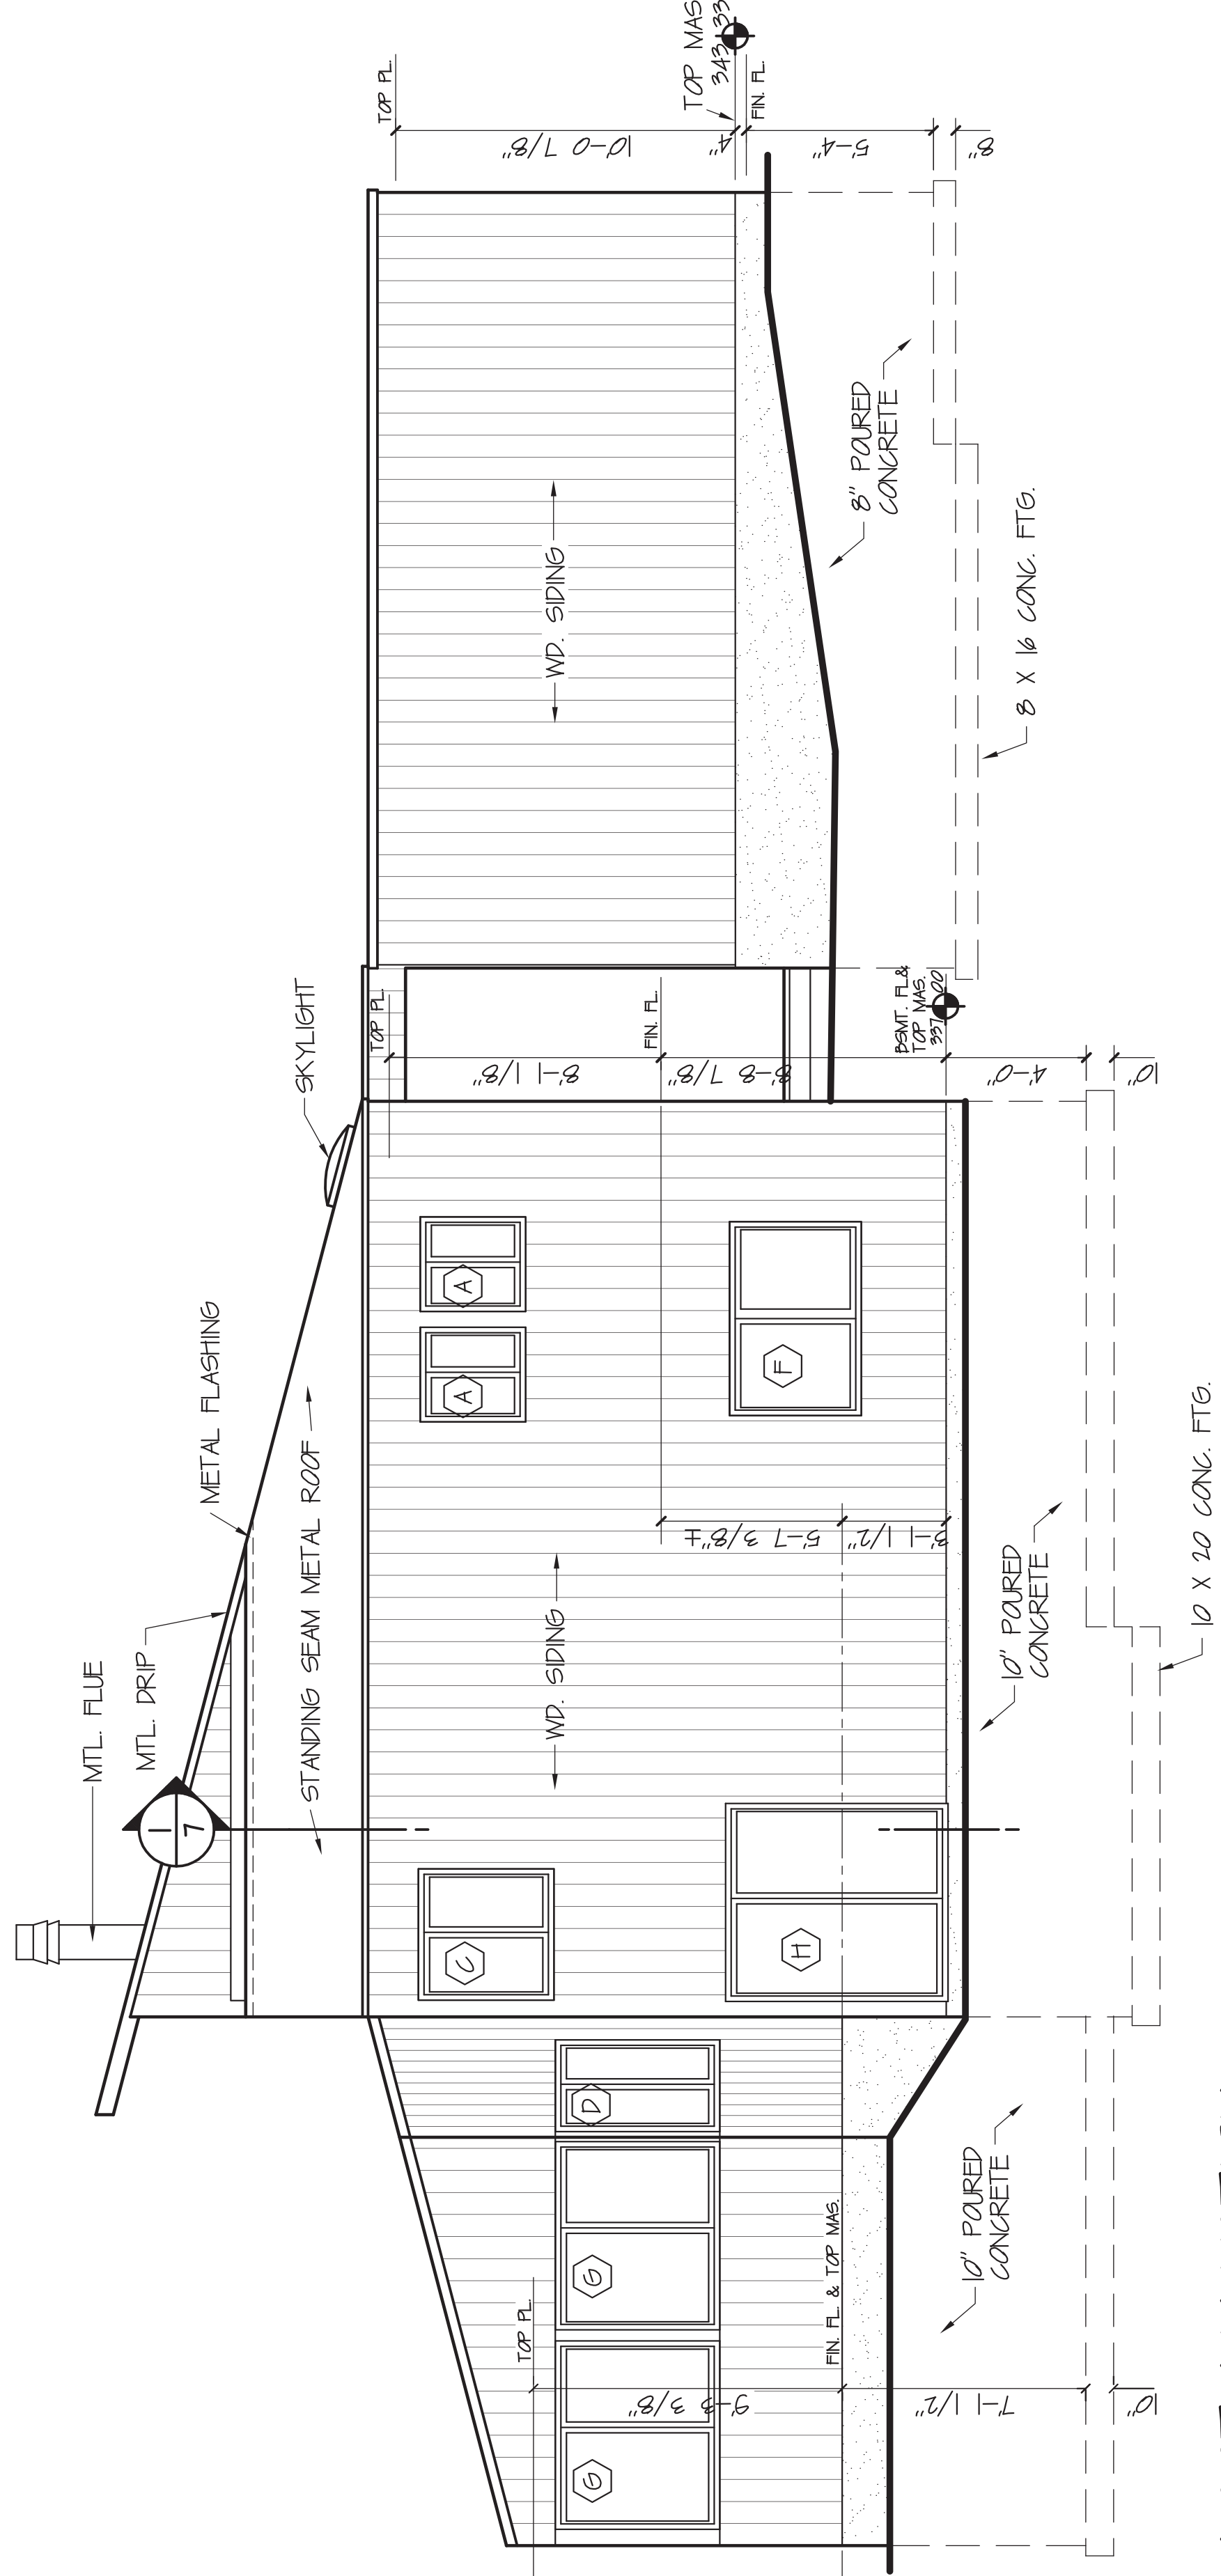 MTL. FLUE
MTL. DRIP
METAL FLASHING
SKYLIGHT
STANDING SEAM METAL ROOF
1
7
TOP PL.
TOP PL.
TOP PL.
10'-0 7/8"
4"
5'-4"
8"
TOP MAS
343 33
FIN. FL.
WD. SIDING
WD. SIDING
8" POURED
CONCRETE
8 X 16 CONC. FTG.
FIN. FL.
8'-1 1/8"
8'-8 7/8"
4'-0"
10"
BSMT. FL.&
TOP MAS.
337 00
A
A
F
C
H
D
G
G
5'-7 3/8"±
3'-1 1/2"
10" POURED
CONCRETE
10 X 20 CONC. FTG.
FIN. FL. & TOP MAS.
9'-3 3/8"
7'-1 1/2"
10"
10" POURED
CONCRETE